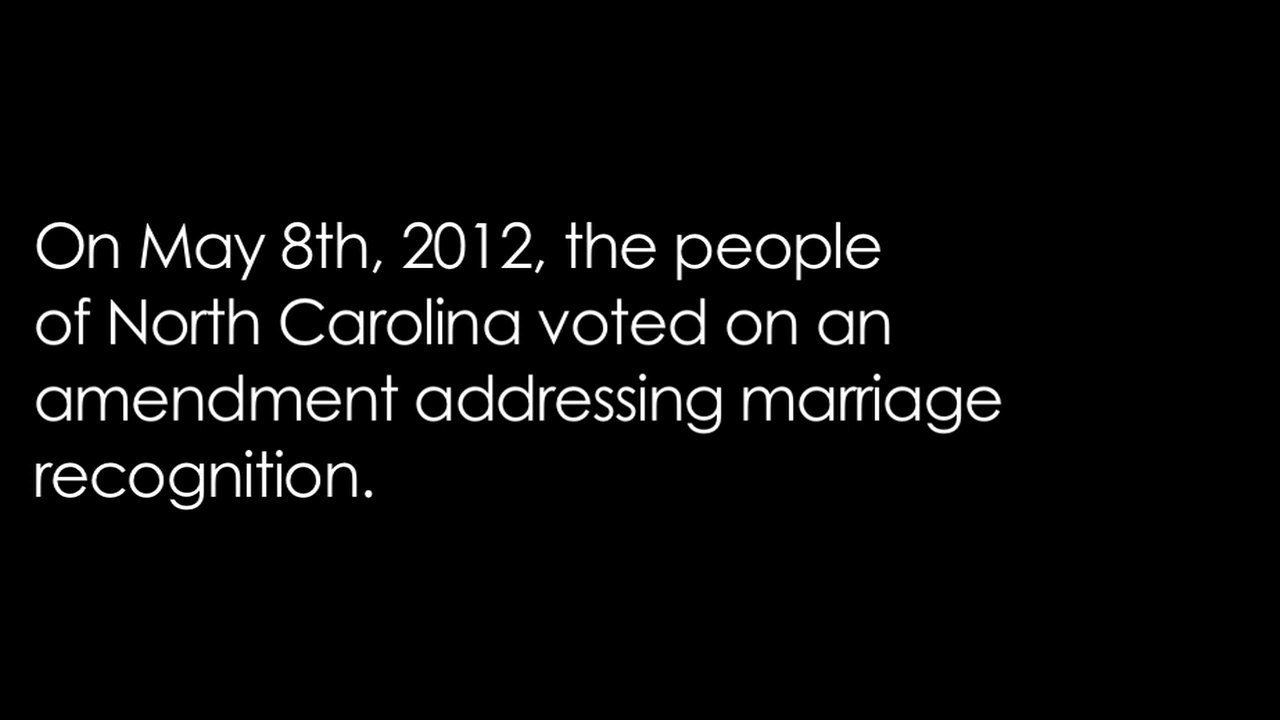 On May 8th, 2012, the people
of North Carolina voted on an
amendment addressing marriage
recognition.